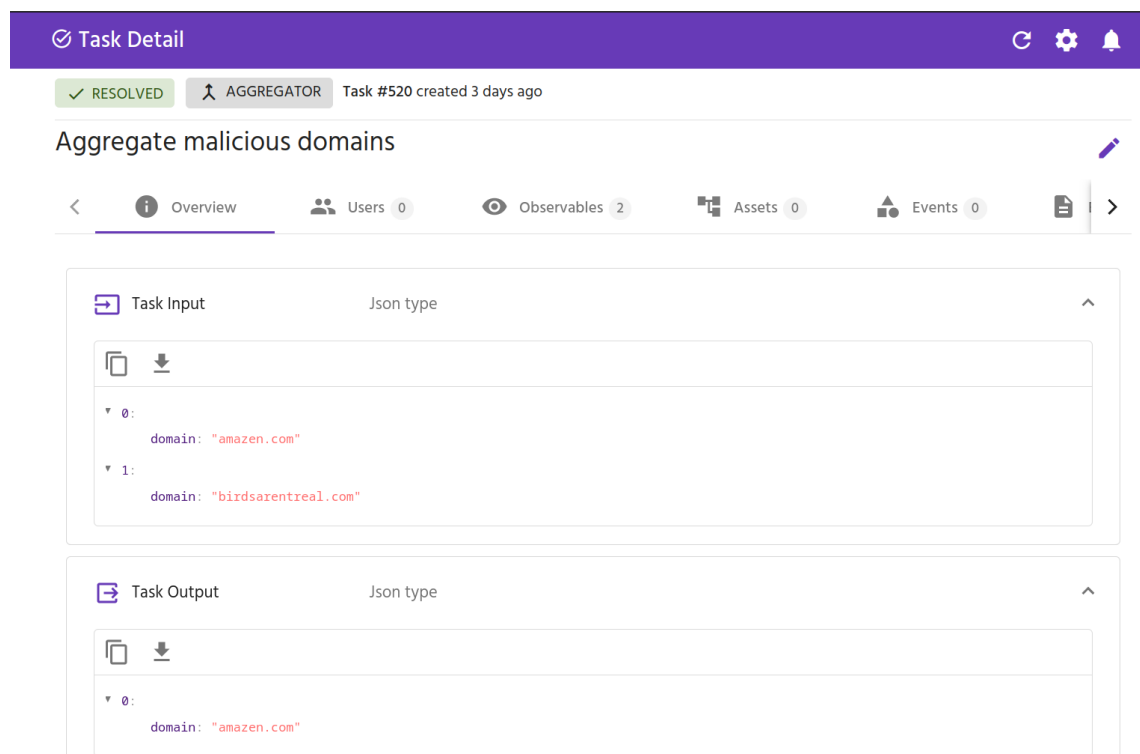 Task Detail
RESOLVED AGGREGATOR Task #520 created 3 days ago
Aggregate malicious domains
Overview Users 0 Observables 2 Assets 0 Events 0
Task Input Json type
0:
domain: "amazen.com"
1:
domain: "birdsarentreal.com"
Task Output Json type
0:
domain: "amazen.com"